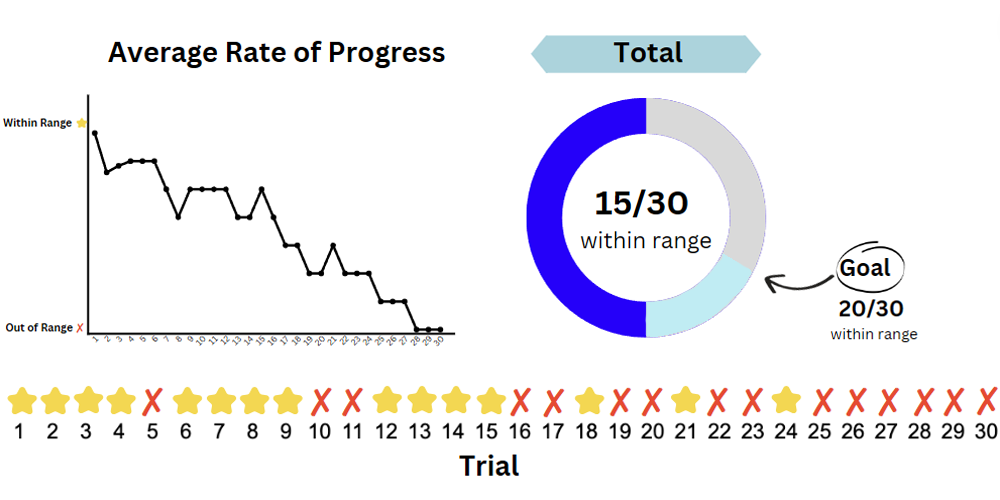 Average Rate of Progress
Total
Within Range
Out of Range X
1 2 3 4 5 6 7 8 9 10 11 12 13 14 15 16 17 18 19 20 21 22 23 24 25 26 27 28 29 30
15/30
within range
Goal
20/30
within range
1 2 3 4 5 6 7 8 9 10 11 12 13 14 15 16 17 18 19 20 21 22 23 24 25 26 27 28 29 30
Trial